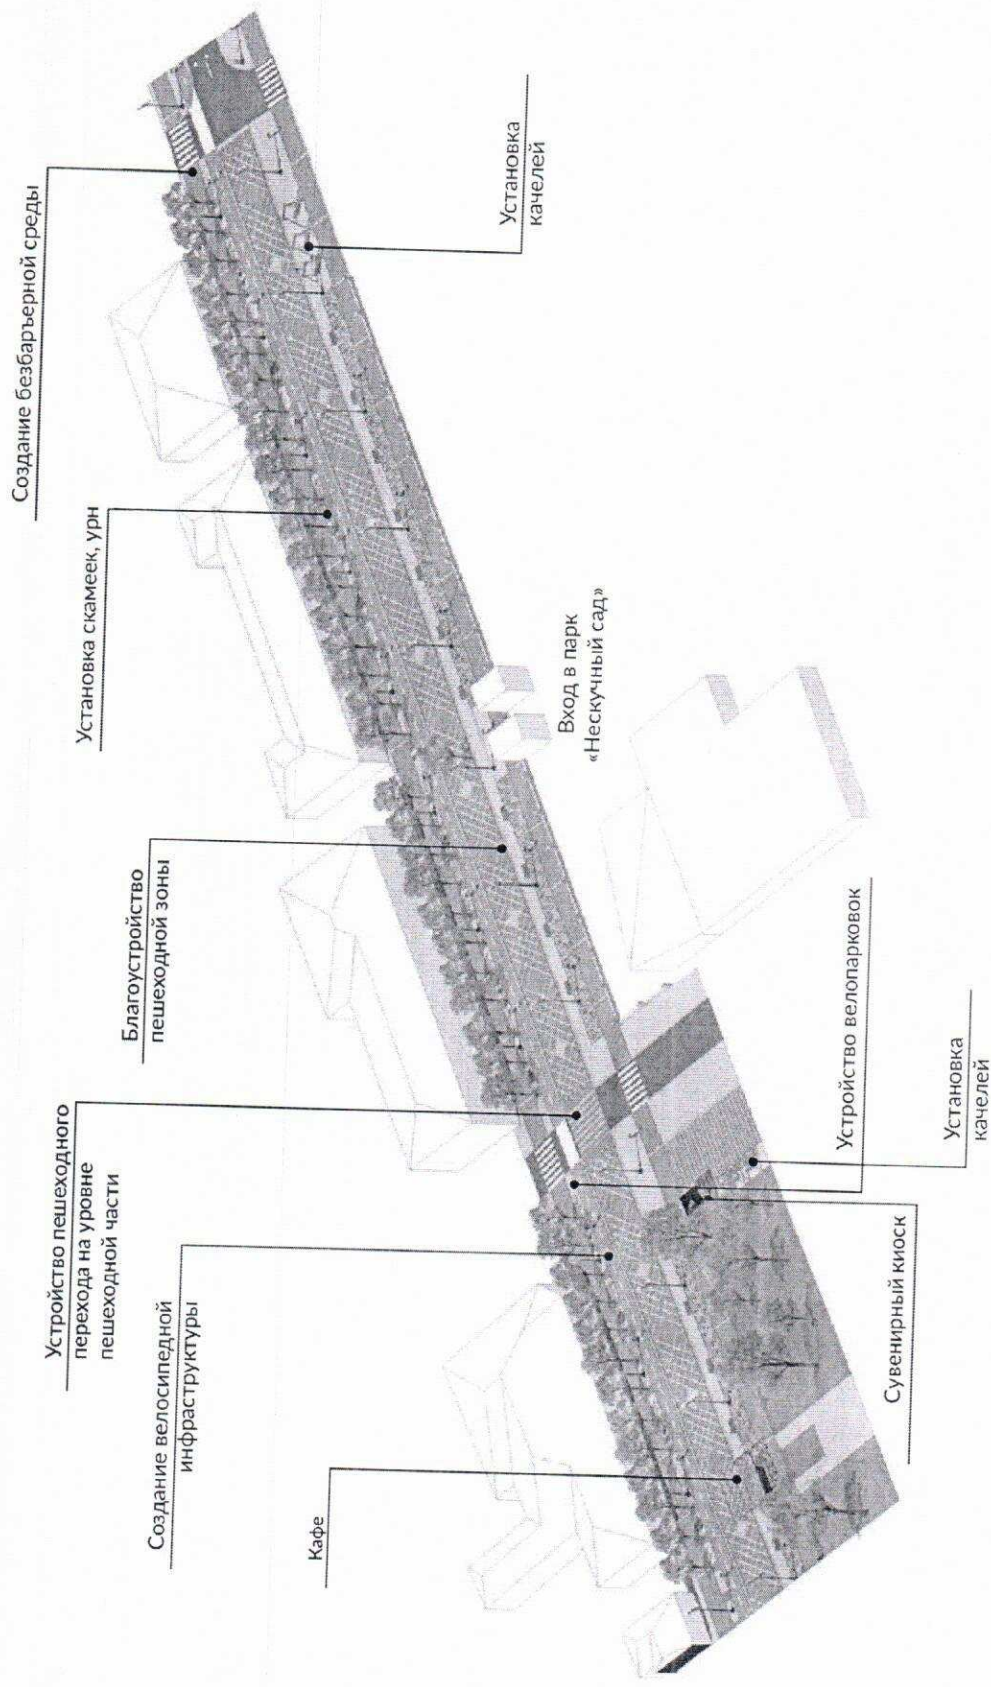 Кафе
Создание велосипедной
инфраструктуры
Устройство пешеходного
перехода на уровне
пешеходной части
Благоустройство
пешеходной зоны
Установка скамеек, урн
Создание безбаръерной среды
Сувенирный киоск
Установка
качелей
Устройство велопарковок
Вход в парк
«Нескучный сад»
Установка
качелей